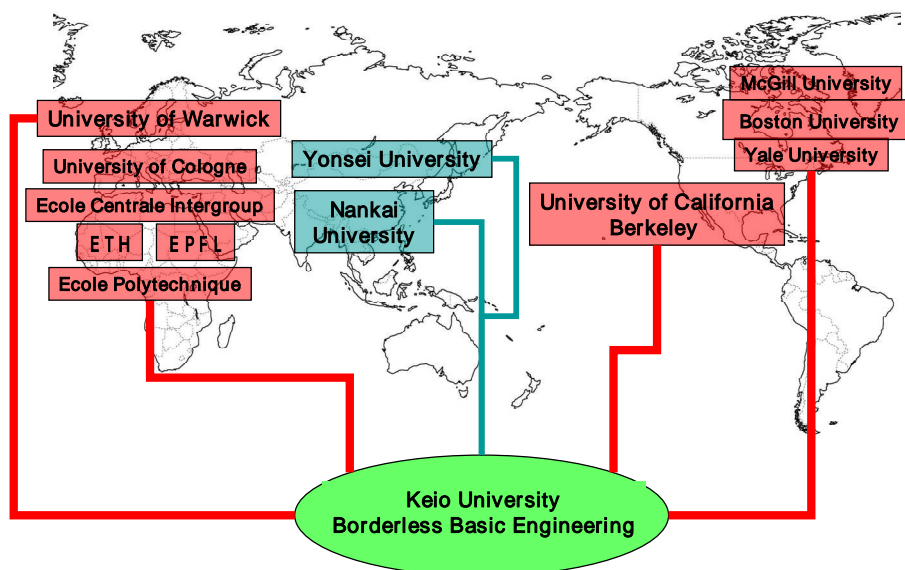 University of Warwick
University of Cologne
Ecole Centrale Intergroup
ETH
EPFL
Ecole Polytechnique
Yonsei University
Nankai
University
University of California
Berkeley
McGill University
Boston University
Yale University
Keio University
Borderless Basic Engineering